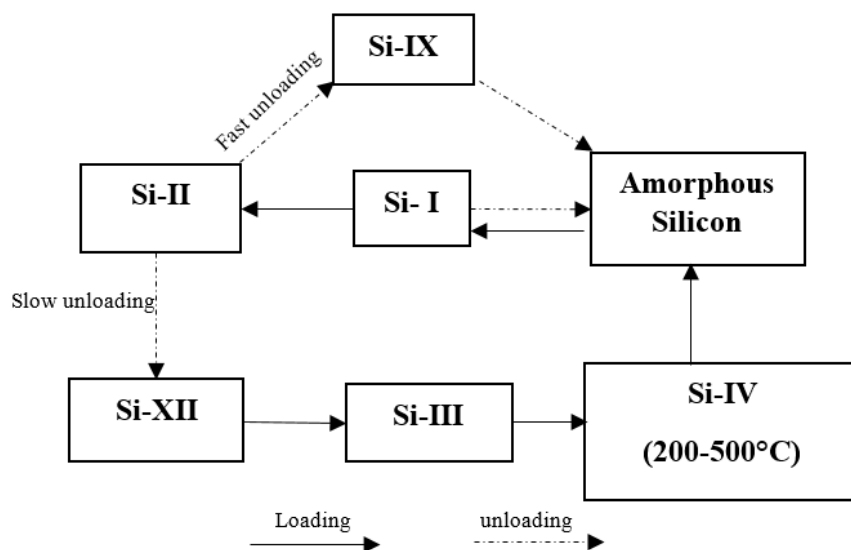 Si-IX
Fast unloading
Si-II
Si- I
Amorphous
Silicon
Slow unloading
Si-XII
Si-III
Si-IV
(200-500°C)
Loading
unloading